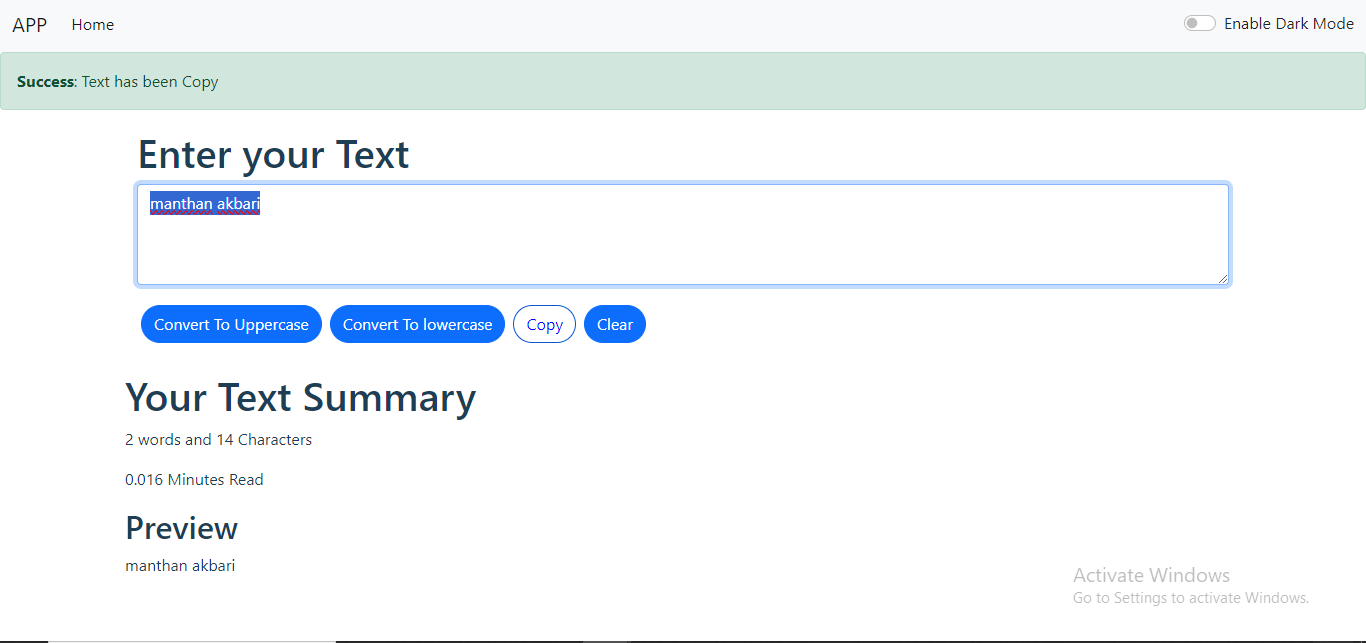 APP Home Enable Dark Mode
Success: Text has been Copy
Enter your Text
manthan akbari
Convert To Uppercase Convert To lowercase Copy Clear
Your Text Summary
2 words and 14 Characters
0.016 Minutes Read
Preview
manthan akbari
Activate Windows
Go to Settings to activate Windows.